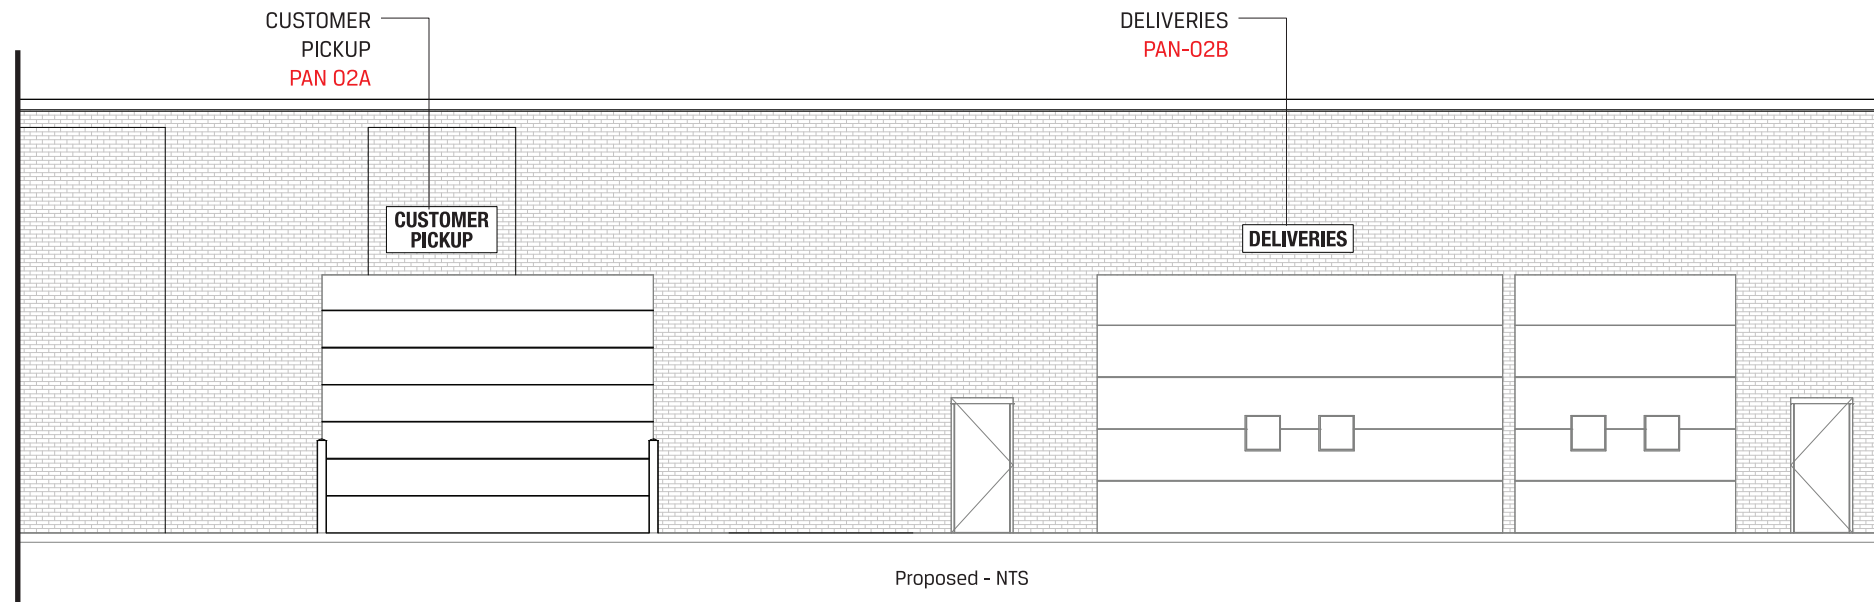 CUSTOMER
PICKUP
PAN 02A
DELIVERIES
PAN-02B
CUSTOMER
PICKUP
DELIVERIES
Proposed - NTS